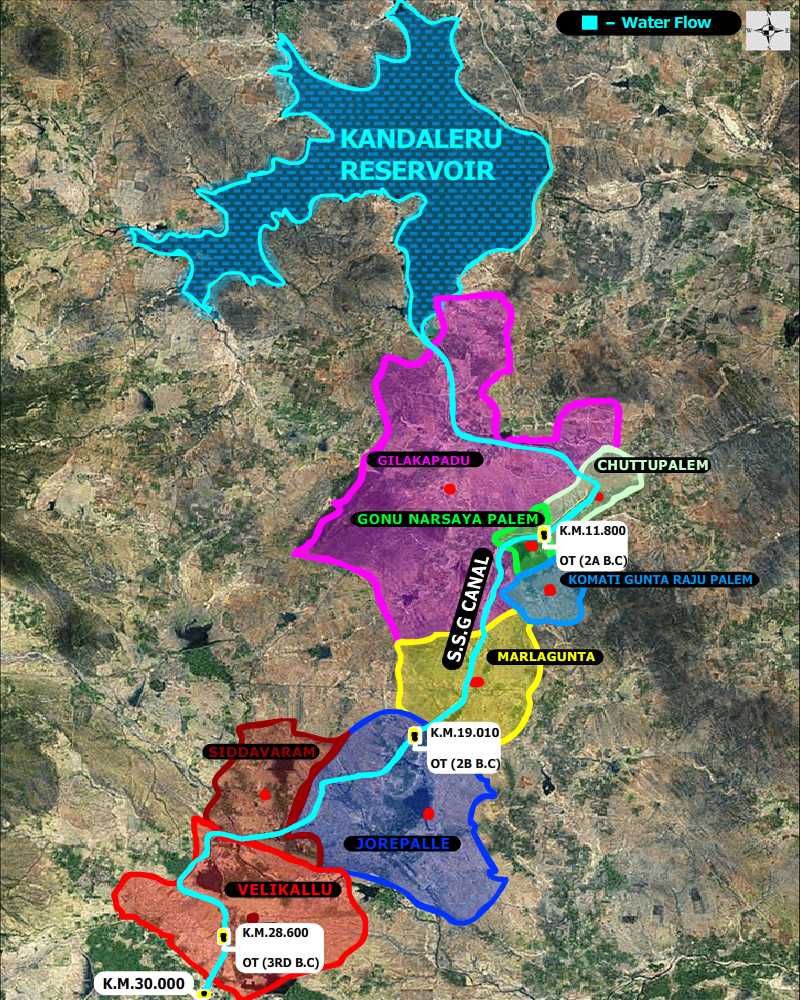 – Water Flow
W E
KANDALERU
RESERVOIR
GILAKAPADU
CHUTTUPALEM
GONU NARSAYA PALEM
K.M.11.800
OT (2A B.C)
KOMATI GUNTA RAJU PALEM
S.S.G CANAL
MARLAGUNTA
K.M.19.010
OT (2B B.C)
SIDDAVARAM
JOREPALLE
VELIKALLU
K.M.28.600
OT (3RD B.C)
K.M.30.000